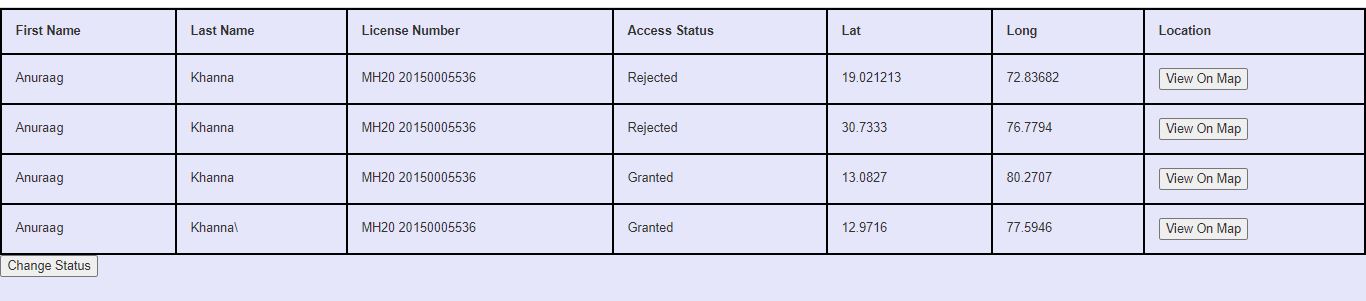 First Name Last Name License Number Access Status Lat Long Location
Anuraag Khanna MH20 20150005536 Rejected 19.021213 72.83682 View On Map
Anuraag Khanna MH20 20150005536 Rejected 30.7333 76.7794 View On Map
Anuraag Khanna MH20 20150005536 Granted 13.0827 80.2707 View On Map
Anuraag Khanna\ MH20 20150005536 Granted 12.9716 77.5946 View On Map
Change Status